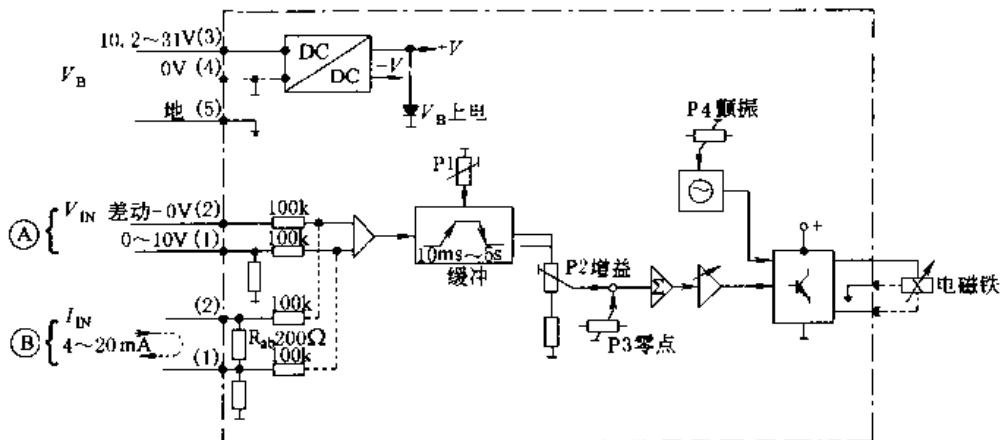 10.2～31V(3)
V_B
0V (4)
地 (5)
DC
DC
+V
-V
V_B上电
P4颤振
P1
Ⓐ
V_IN 差动-0V(2)
0～10V(1)
100k
100k
10ms～5s
缓冲
P2增益
Σ
P3零点
+
电磁铁
Ⓑ
I_IN
4～20mA
(2)
(1)
100k
R_ab200Ω
100k